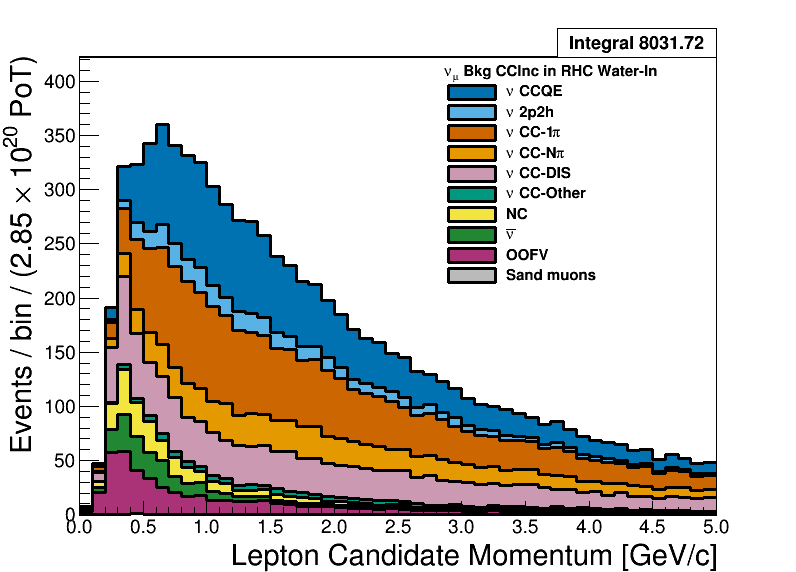 Integral 8031.72
ν_μ Bkg CCInc in RHC Water-In
ν CCQE
ν 2p2h
ν CC-1π
ν CC-Nπ
ν CC-DIS
ν CC-Other
NC
ν̅
OOFV
Sand muons
Events / bin / (2.85 × 10²⁰ PoT)
400
350
300
250
200
150
100
50
0
0.0 0.5 1.0 1.5 2.0 2.5 3.0 3.5 4.0 4.5 5.0
Lepton Candidate Momentum [GeV/c]